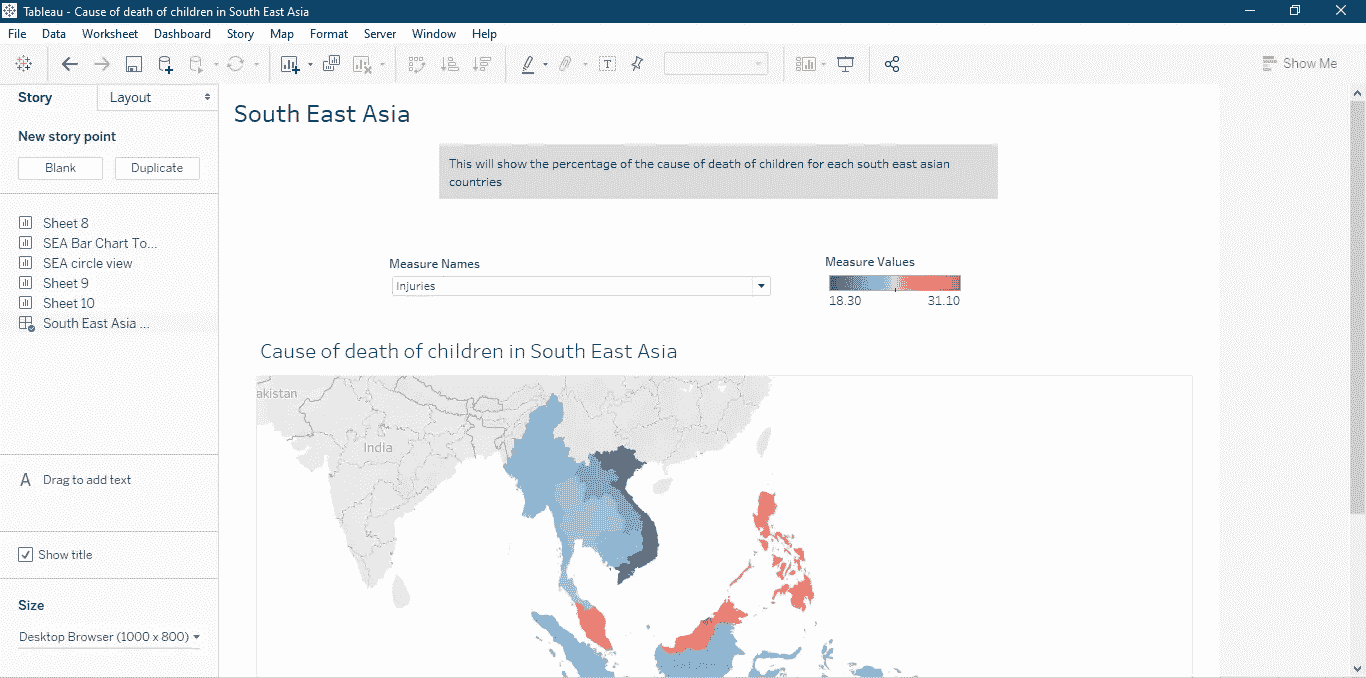 Tableau - Cause of death of children in South East Asia
File Data Worksheet Dashboard Story Map Format Server Window Help
Show Me
Story
Layout
New story point
Blank
Duplicate
Sheet 8
SEA Bar Chart To...
SEA circle view
Sheet 9
Sheet 10
South East Asia ...
A Drag to add text
Show title
Size
Desktop Browser (1000 x 800)
South East Asia
This will show the percentage of the cause of death of children for each south east asian
countries
Measure Names
Injuries
Measure Values
18.30 31.10
Cause of death of children in South East Asia
akistan
India